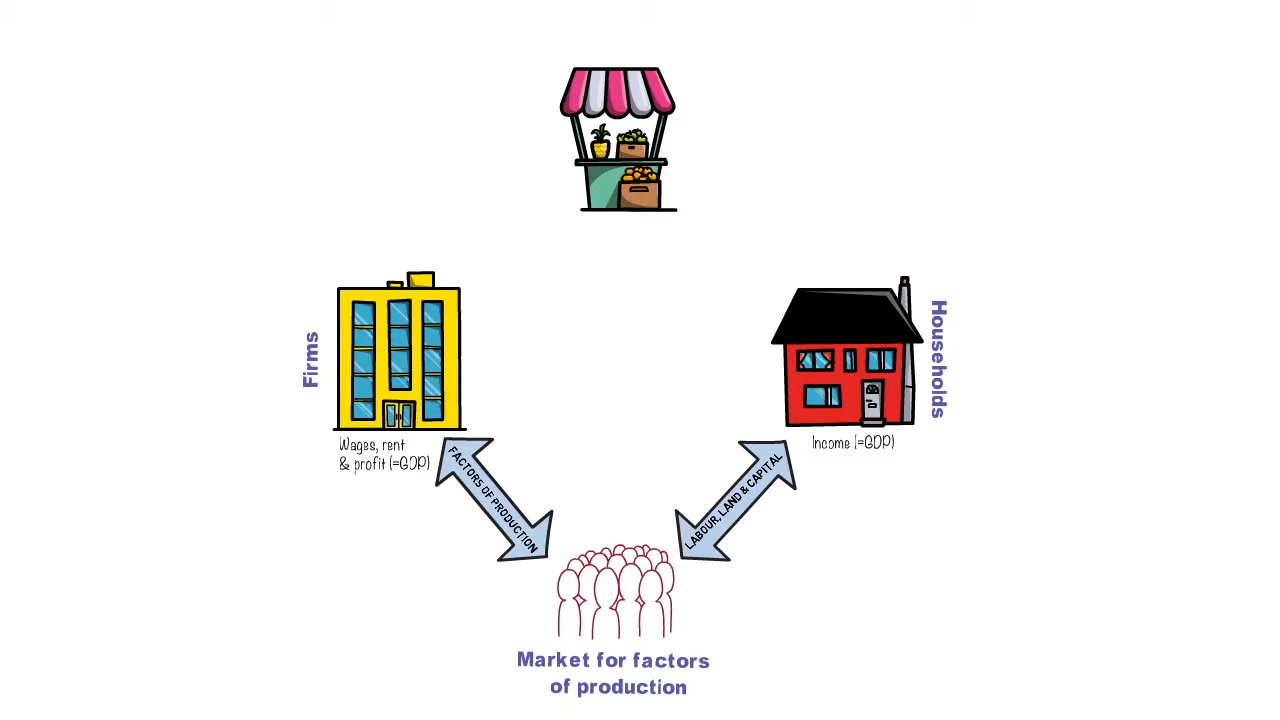 Firms
Households
Wages, rent
& profit (=GDP)
Income (=GDP)
FACTORS OF PRODUCTION
LABOUR, LAND & CAPITAL
Market for factors
of production